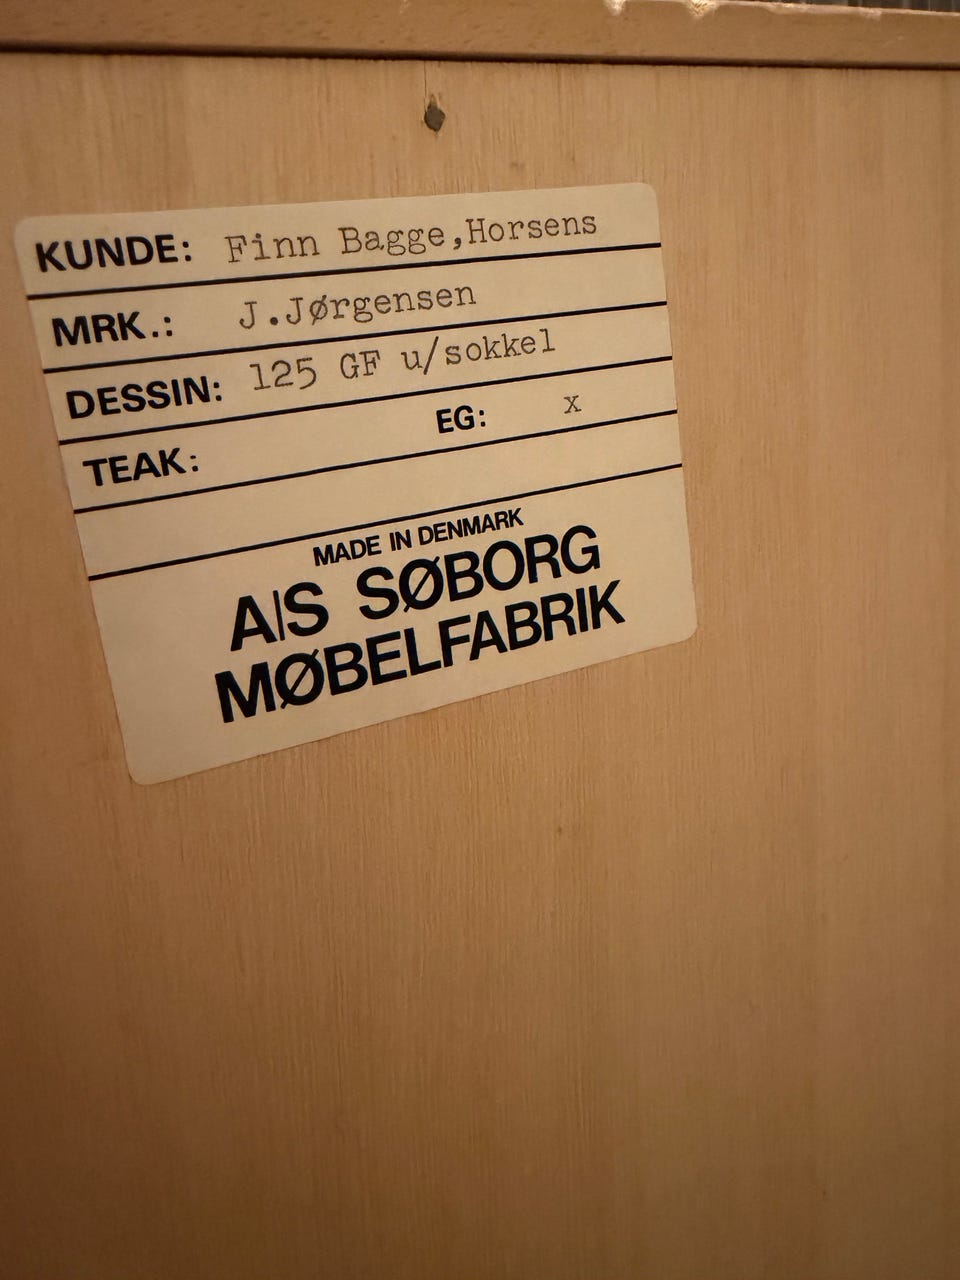 KUNDE: Finn Bagge,Horsens
MRK.: J.Jørgensen
DESSIN: 125 GF u/sokkel
TEAK: EG: x
MADE IN DENMARK
A/S SØBORG
MØBELFABRIK